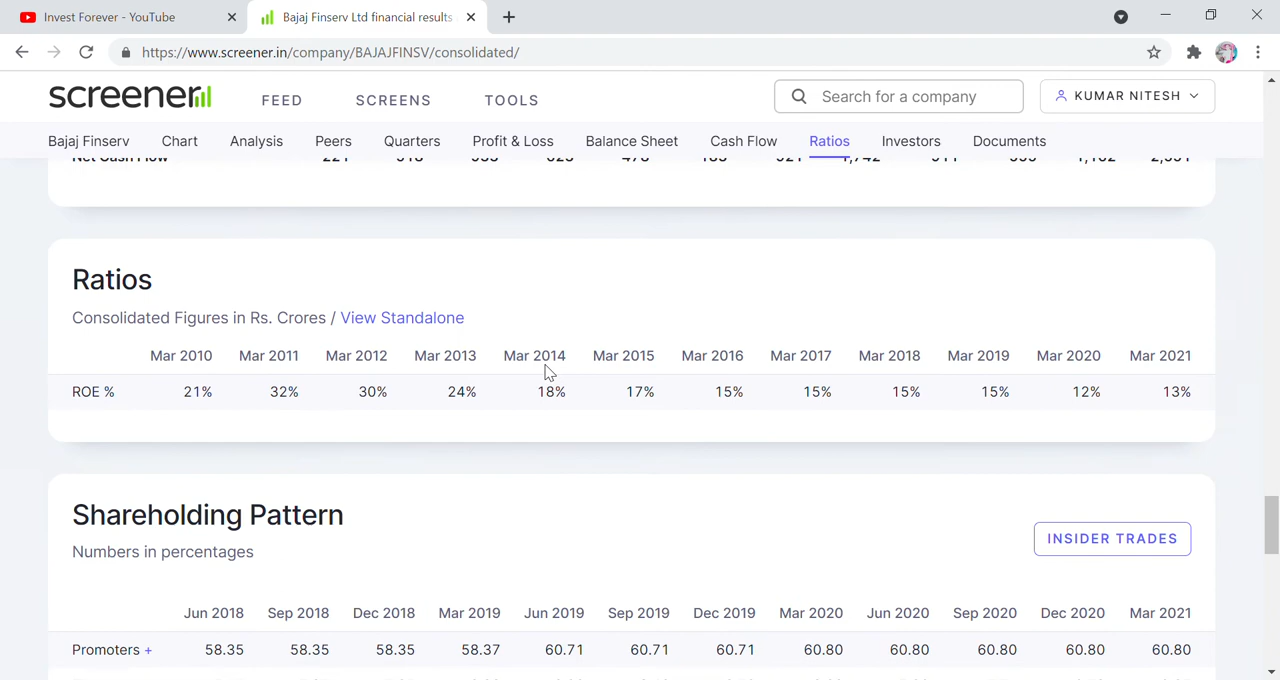 Invest Forever - YouTube
Bajaj Finserv Ltd financial results
https://www.screener.in/company/BAJAJFINSV/consolidated/
screener
FEED SCREENS TOOLS
Search for a company
KUMAR NITESH
Bajaj Finserv Chart Analysis Peers Quarters Profit & Loss Balance Sheet Cash Flow Ratios Investors Documents
Net Cash Flow
Ratios
Consolidated Figures in Rs. Crores / View Standalone
Mar 2010 Mar 2011 Mar 2012 Mar 2013 Mar 2014 Mar 2015 Mar 2016 Mar 2017 Mar 2018 Mar 2019 Mar 2020 Mar 2021
ROE % 21% 32% 30% 24% 18% 17% 15% 15% 15% 15% 12% 13%
Shareholding Pattern
Numbers in percentages
INSIDER TRADES
Jun 2018 Sep 2018 Dec 2018 Mar 2019 Jun 2019 Sep 2019 Dec 2019 Mar 2020 Jun 2020 Sep 2020 Dec 2020 Mar 2021
Promoters + 58.35 58.35 58.35 58.37 60.71 60.71 60.71 60.80 60.80 60.80 60.80 60.80